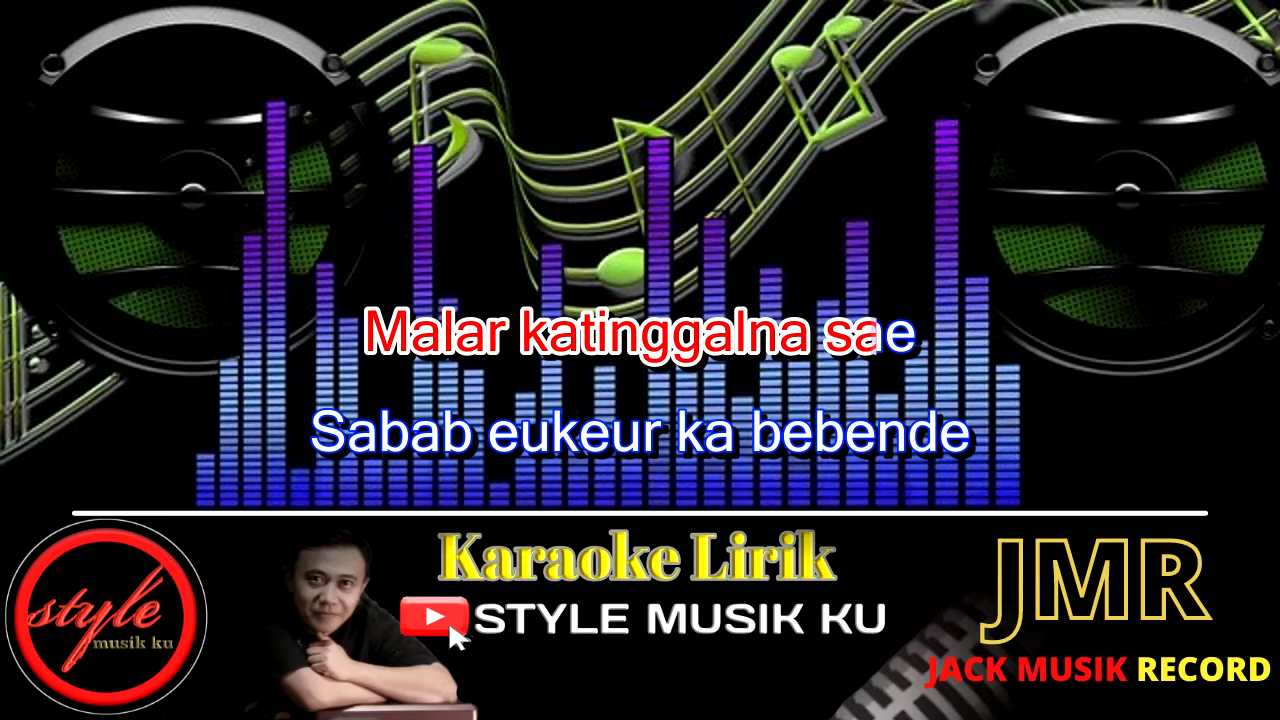 Malar katinggalna sae
Sabab eukeur ka bebende
style
musik ku
Karaoke Lirik
STYLE MUSIK KU
JMR
JACK MUSIK RECORD